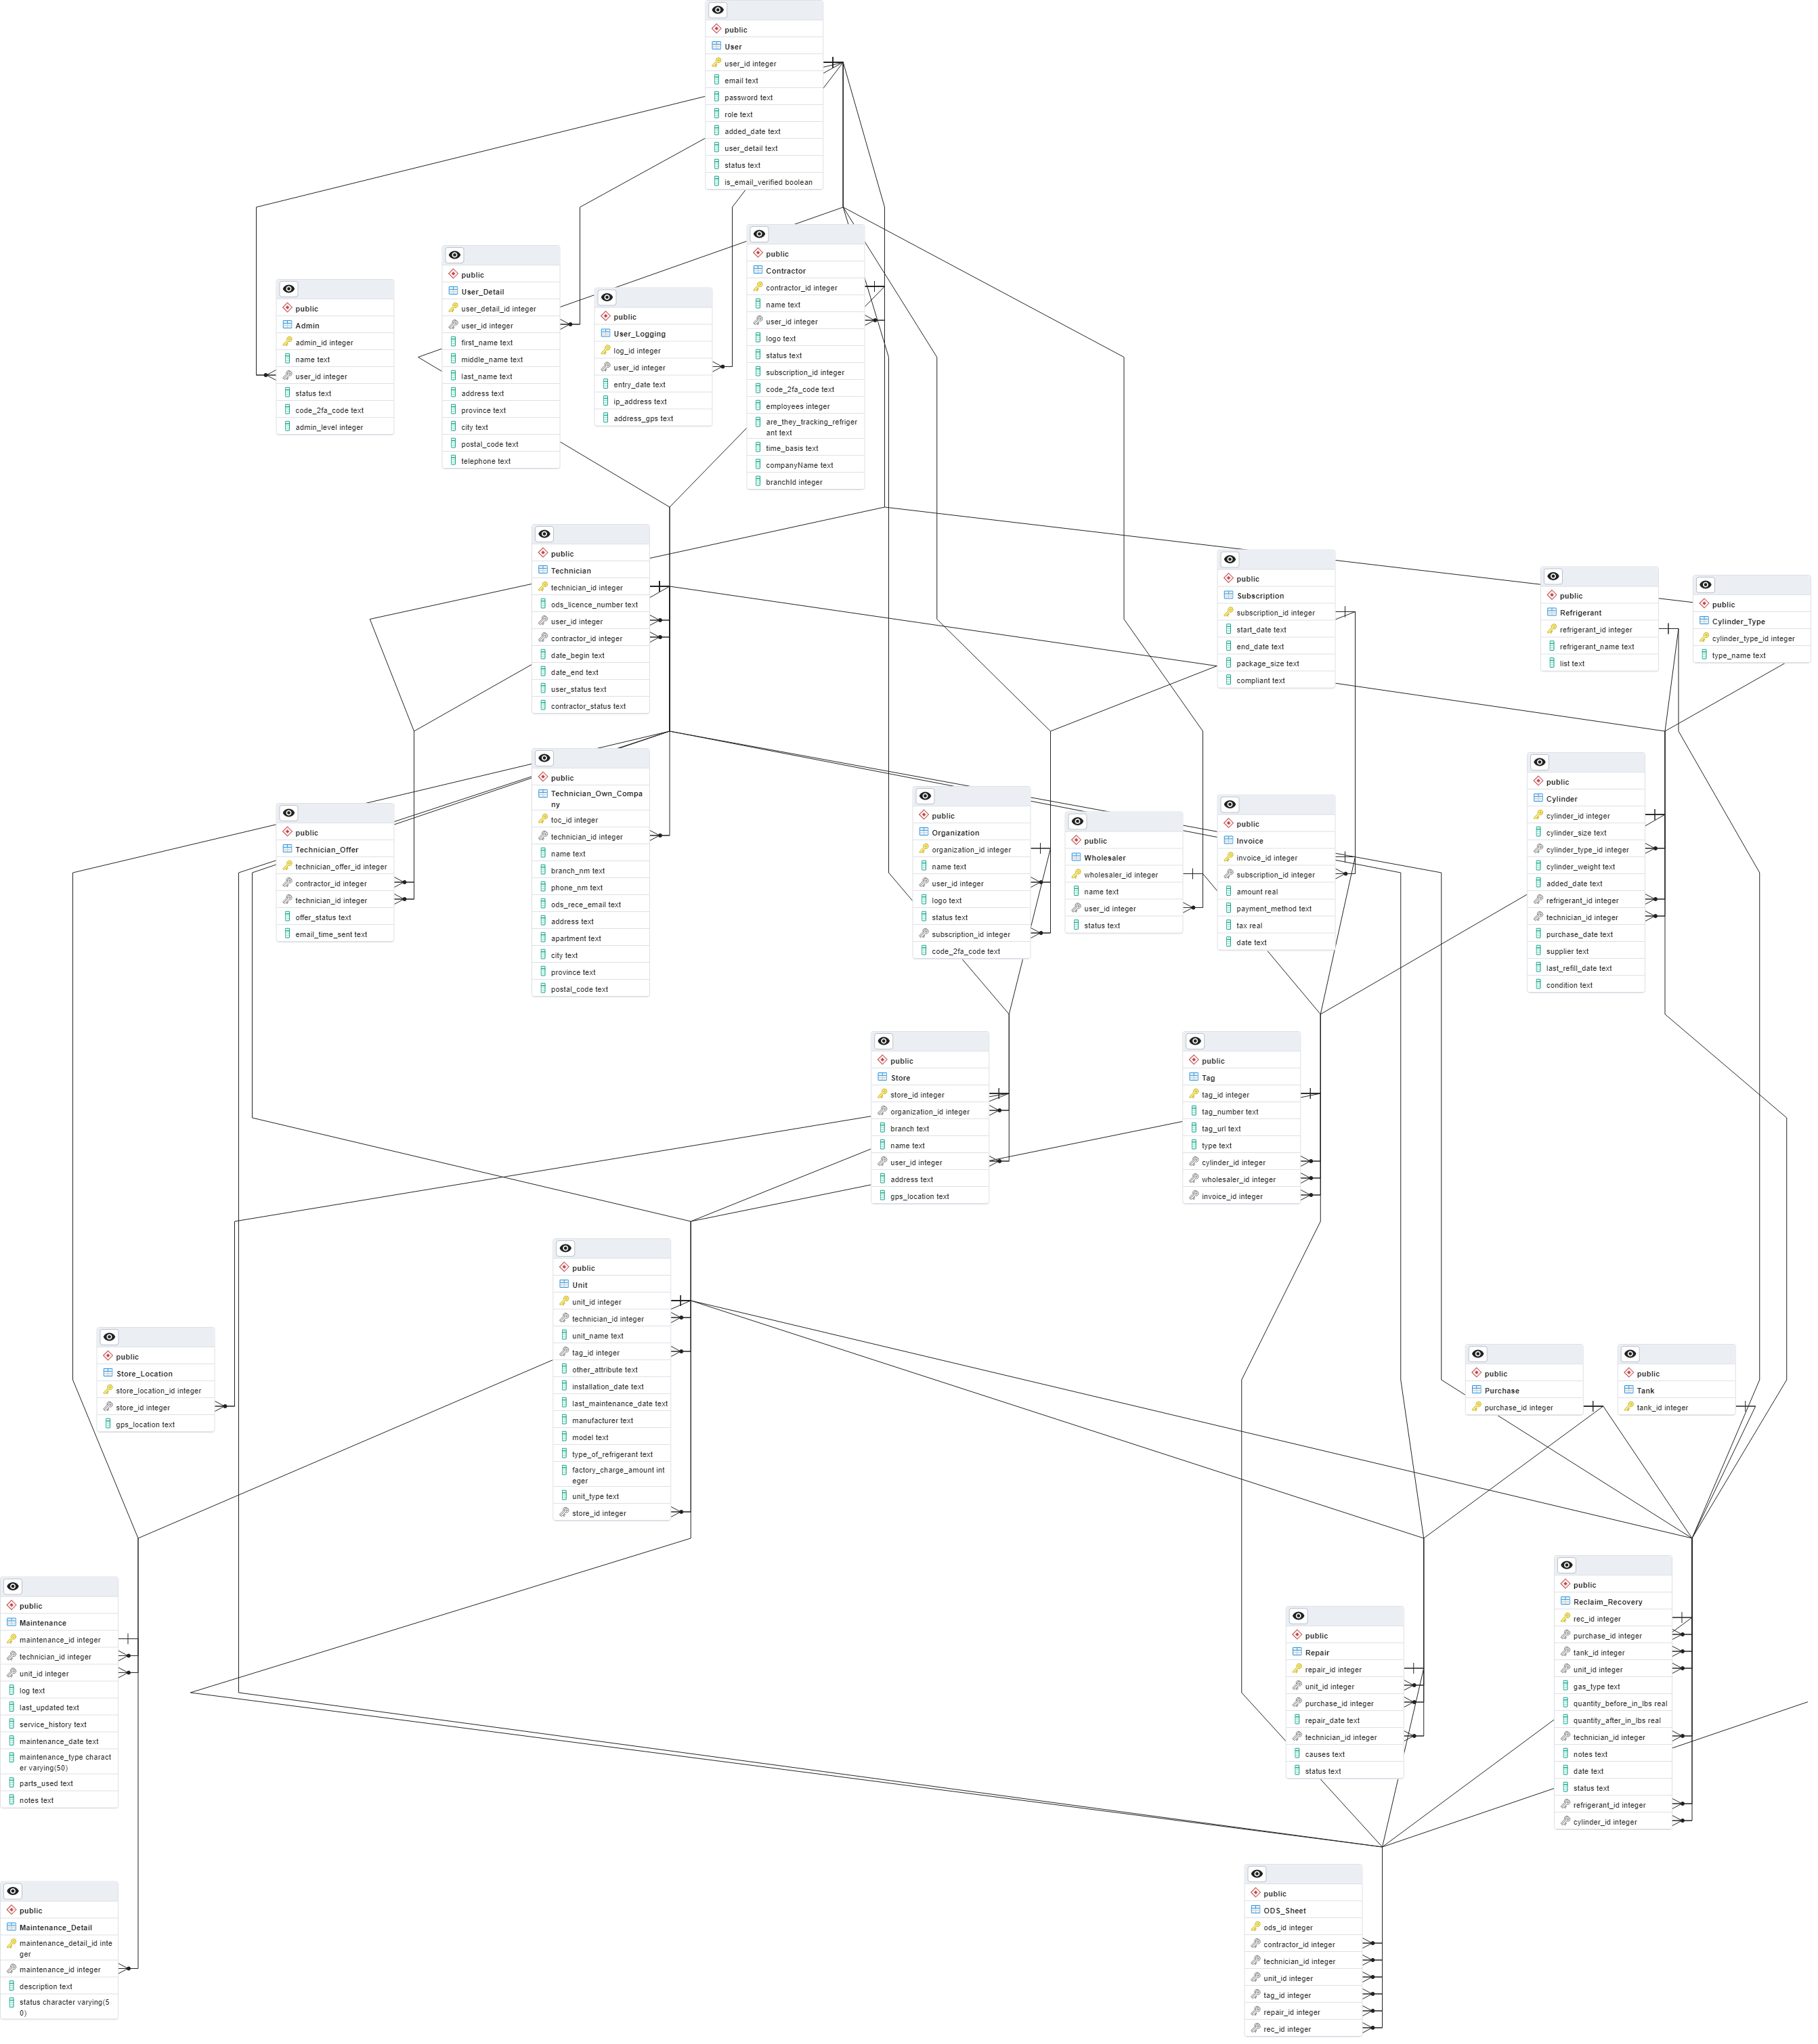 public
User
user_id integer
email text
password text
role text
added_date text
user_detail text
status text
is_email_verified boolean
public
Contractor
contractor_id integer
name text
user_id integer
logo text
status text
subscription_id integer
code_2fa_code text
employees integer
are_they_tracking_refriger
ant text
time_basis text
companyName text
branchId integer
public
User_Detail
user_detail_id integer
user_id integer
first_name text
middle_name text
last_name text
address text
province text
city text
postal_code text
telephone text
public
Admin
admin_id integer
name text
user_id integer
status text
code_2fa_code text
admin_level integer
public
User_Logging
log_id integer
user_id integer
entry_date text
ip_address text
address_gps text
public
Technician
technician_id integer
ods_licence_number text
user_id integer
contractor_id integer
date_begin text
date_end text
user_status text
contractor_status text
public
Subscription
subscription_id integer
start_date text
end_date text
package_size text
compliant text
public
Refrigerant
refrigerant_id integer
refrigerant_name text
list text
public
Cylinder_Type
cylinder_type_id integer
type_name text
public
Technician_Offer
technician_offer_id integer
contractor_id integer
technician_id integer
offer_status text
email_time_sent text
public
Technician_Own_Compa
ny
toc_id integer
technician_id integer
name text
branch_nm text
phone_nm text
ods_rece_email text
address text
apartment text
city text
province text
postal_code text
public
Organization
organization_id integer
name text
user_id integer
logo text
status text
subscription_id integer
code_2fa_code text
public
Wholesaler
wholesaler_id integer
name text
user_id integer
status text
public
Invoice
invoice_id integer
subscription_id integer
amount real
payment_method text
tax real
date text
public
Cylinder
cylinder_id integer
cylinder_size text
cylinder_type_id integer
cylinder_weight text
added_date text
refrigerant_id integer
technician_id integer
purchase_date text
supplier text
last_refill_date text
condition text
public
Store
store_id integer
organization_id integer
branch text
name text
user_id integer
address text
gps_location text
public
Tag
tag_id integer
tag_number text
tag_url text
type text
cylinder_id integer
wholesaler_id integer
invoice_id integer
public
Unit
unit_id integer
technician_id integer
unit_name text
tag_id integer
other_attribute text
installation_date text
last_maintenance_date text
manufacturer text
model text
type_of_refrigerant text
factory_charge_amount int
eger
unit_type text
store_id integer
public
Store_Location
store_location_id integer
store_id integer
gps_location text
public
Purchase
purchase_id integer
public
Tank
tank_id integer
public
Maintenance
maintenance_id integer
technician_id integer
unit_id integer
log text
last_updated text
service_history text
maintenance_date text
maintenance_type charact
er varying(50)
parts_used text
notes text
public
Repair
repair_id integer
unit_id integer
purchase_id integer
repair_date text
technician_id integer
causes text
status text
public
Reclaim_Recovery
rec_id integer
purchase_id integer
tank_id integer
unit_id integer
gas_type text
quantity_before_in_lbs real
quantity_after_in_lbs real
technician_id integer
notes text
date text
status text
refrigerant_id integer
cylinder_id integer
public
Maintenance_Detail
maintenance_detail_id inte
ger
maintenance_id integer
description text
status character varying(5
0)
public
ODS_Sheet
ods_id integer
contractor_id integer
technician_id integer
unit_id integer
tag_id integer
repair_id integer
rec_id integer